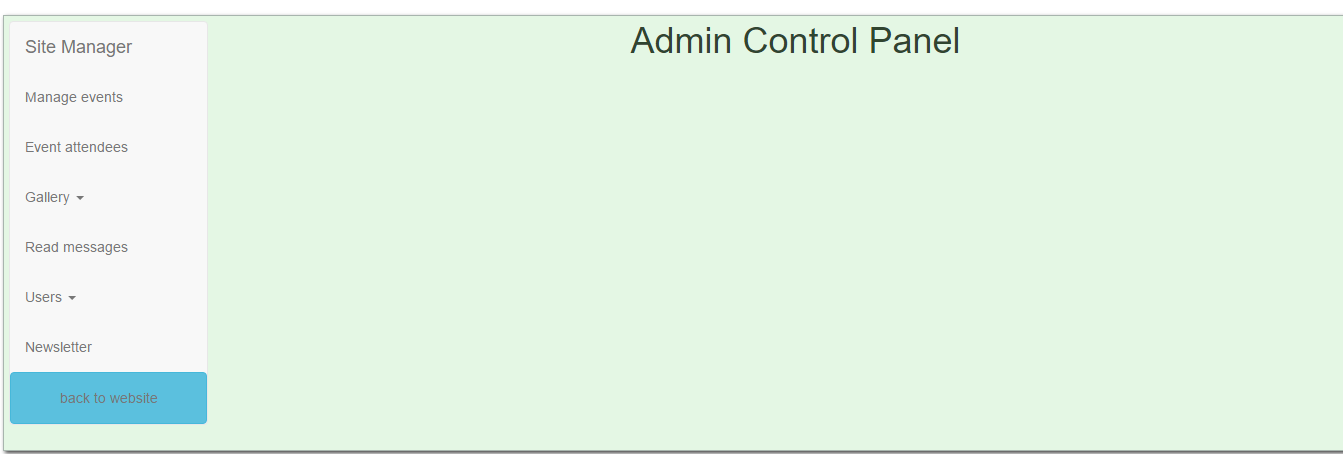 Site Manager
Admin Control Panel
Manage events
Event attendees
Gallery
Read messages
Users
Newsletter
back to website